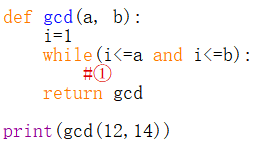 def gcd(a, b):
    i=1
    while(i<=a and i<=b):
        #①
    return gcd
print(gcd(12,14))